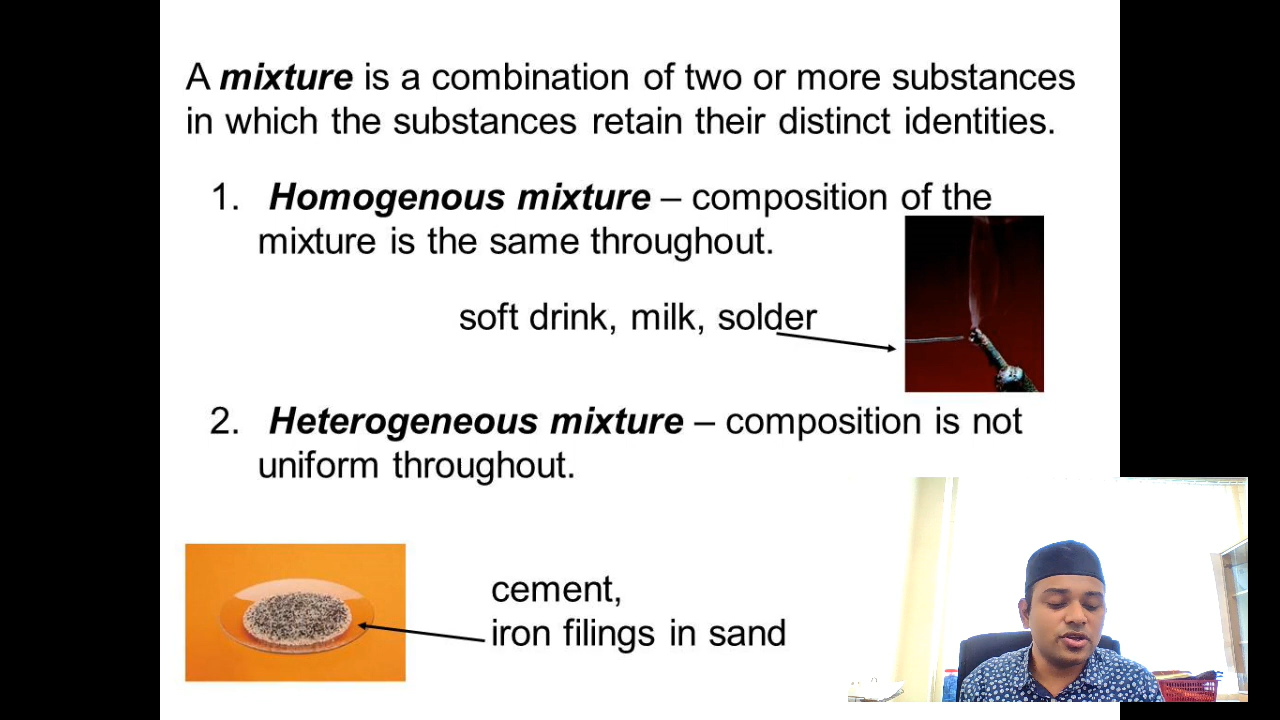 A mixture is a combination of two or more substances
in which the substances retain their distinct identities.
1. Homogenous mixture – composition of the
mixture is the same throughout.
soft drink, milk, solder
2. Heterogeneous mixture – composition is not
uniform throughout.
cement,
iron filings in sand